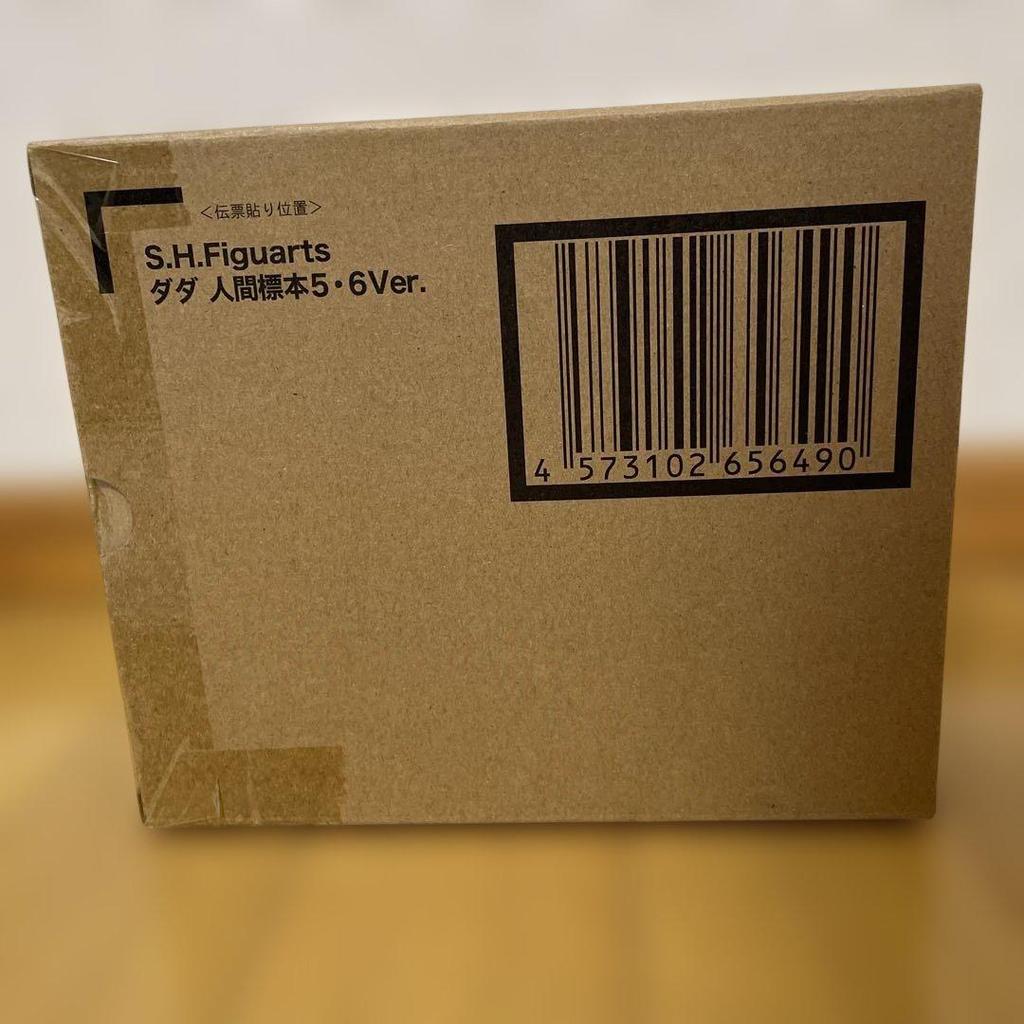 ＜伝票貼り位置＞
S.H.Figuarts
ダダ 人間標本5・6Ver.
4 573102 656490